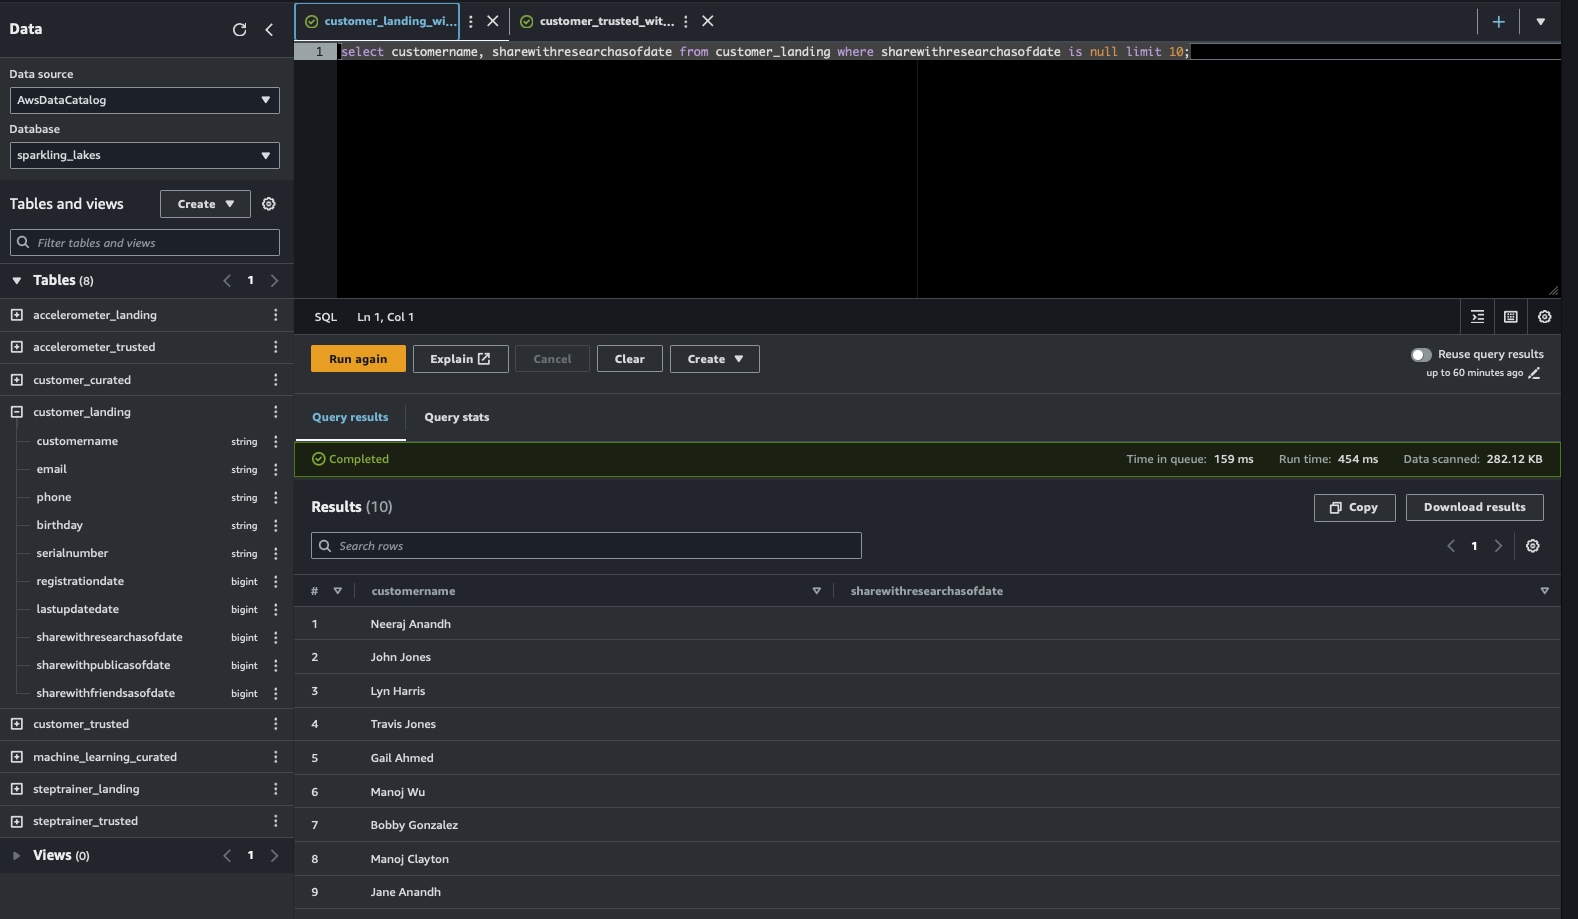 Data
Data source
AwsDataCatalog
Database
sparkling_lakes
Tables and views
Create
Filter tables and views
Tables (8)
1
accelerometer_landing
accelerometer_trusted
customer_curated
customer_landing
customername string
email string
phone string
birthday string
serialnumber string
registrationdate bigint
lastupdatedate bigint
sharewithresearchasofdate bigint
sharewithpublicasofdate bigint
sharewithfriendsasofdate bigint
customer_trusted
machine_learning_curated
steptrainer_landing
steptrainer_trusted
Views (0)
1
customer_landing_wi...
customer_trusted_wit...
1 select customername, sharewithresearchasofdate from customer_landing where sharewithresearchasofdate is null limit 10;
SQL Ln 1, Col 1
Run again
Explain
Cancel
Clear
Create
Reuse query results
up to 60 minutes ago
Query results
Query stats
Completed
Time in queue: 159 ms
Run time: 454 ms
Data scanned: 282.12 KB
Results (10)
Copy
Download results
Search rows
1
# customername sharewithresearchasofdate
1 Neeraj Anandh
2 John Jones
3 Lyn Harris
4 Travis Jones
5 Gail Ahmed
6 Manoj Wu
7 Bobby Gonzalez
8 Manoj Clayton
9 Jane Anandh